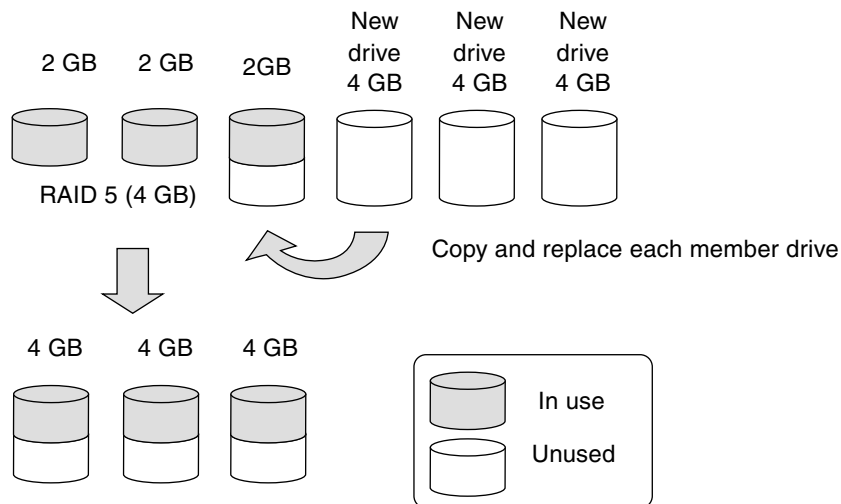 2 GB
2 GB
2GB
New
drive
4 GB
New
drive
4 GB
New
drive
4 GB
RAID 5 (4 GB)
Copy and replace each member drive
4 GB
4 GB
4 GB
In use
Unused